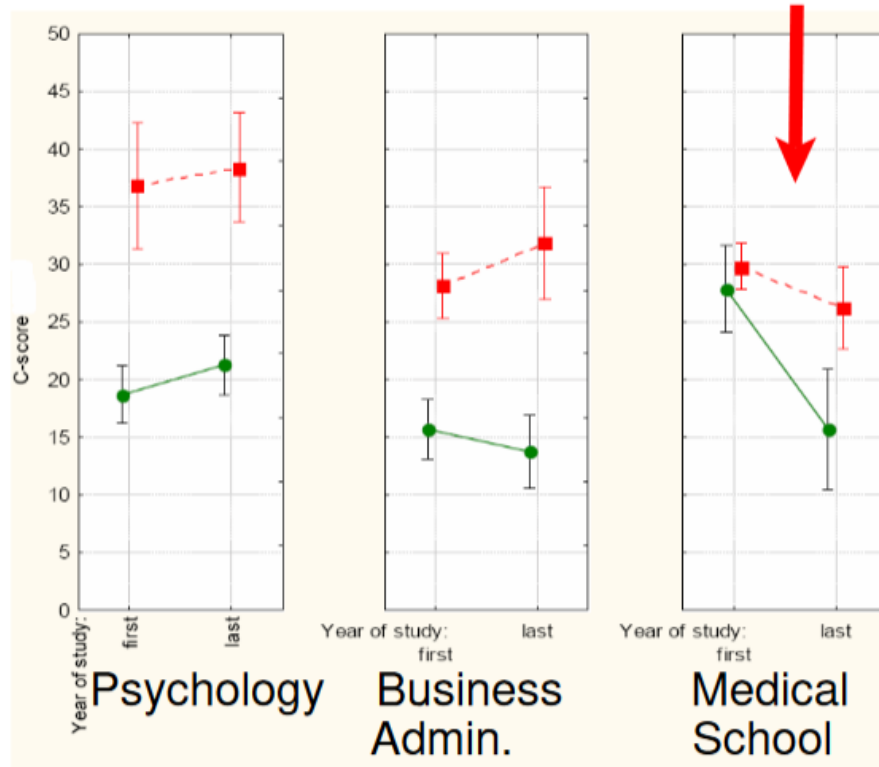 50
45
40
35
30
25
20
15
10
5
0
C-score
Year of study:
first
last
Psychology
Year of study:
first
last
Business
Admin.
Year of study:
first
last
Medical
School